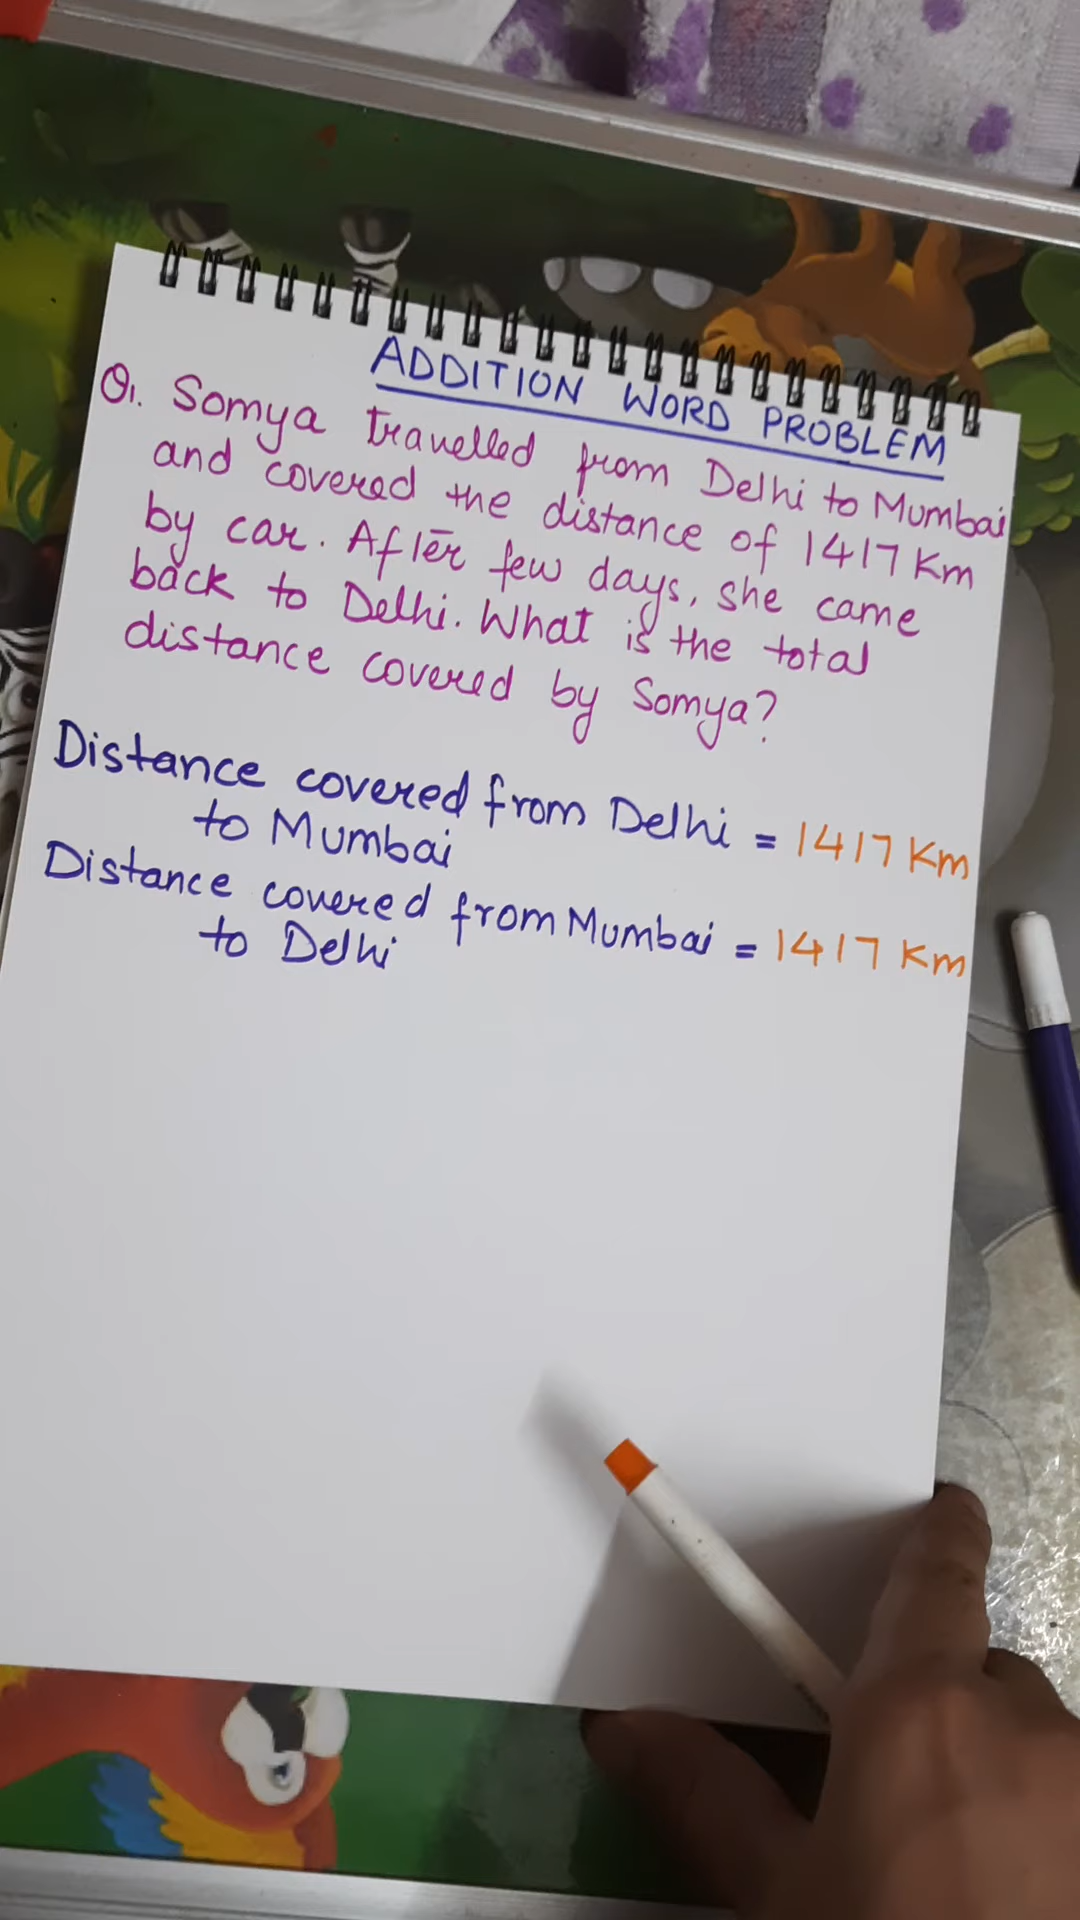 ADDITION WORD PROBLEM
Q1. Somya travelled from Delhi to Mumbai
and covered the distance of 1417 Km
by car. After few days, she came
back to Delhi. What is the total
distance covered by Somya?
Distance covered from Delhi = 1417 Km
to Mumbai
Distance covered from Mumbai = 1417 Km
to Delhi